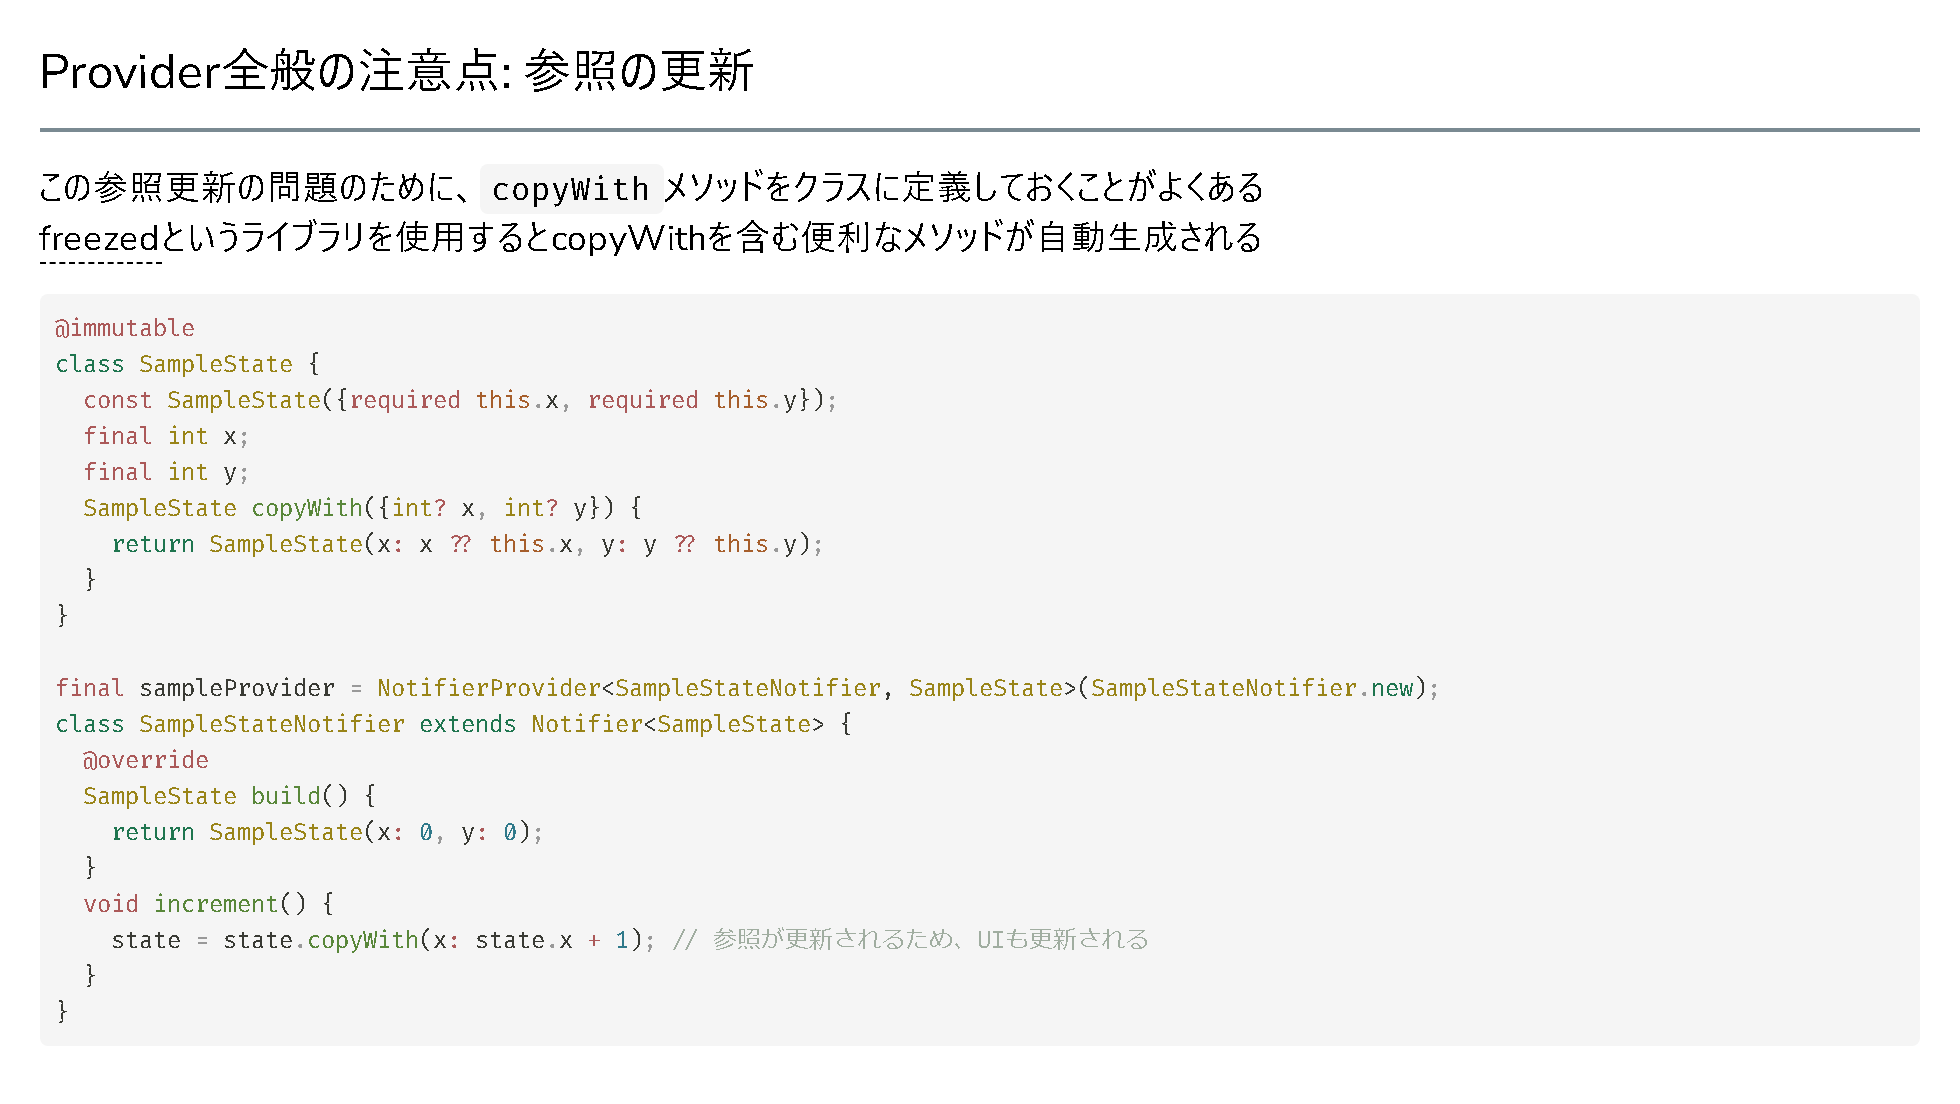 Provider全般の注意点: 参照の更新
この参照更新の問題のために、 copyWith メソッドをクラスに定義しておくことがよくある
freezedというライブラリを使用するとcopyWithを含む便利なメソッドが自動生成される
@immutable
class SampleState {
  const SampleState({required this.x, required this.y});
  final int x;
  final int y;
  SampleState copyWith({int? x, int? y}) {
    return SampleState(x: x ?? this.x, y: y ?? this.y);
  }
}

final sampleProvider = NotifierProvider<SampleStateNotifier, SampleState>(SampleStateNotifier.new);
class SampleStateNotifier extends Notifier<SampleState> {
  @override
  SampleState build() {
    return SampleState(x: 0, y: 0);
  }
  void increment() {
    state = state.copyWith(x: state.x + 1); // 参照が更新されるため、UIも更新される
  }
}